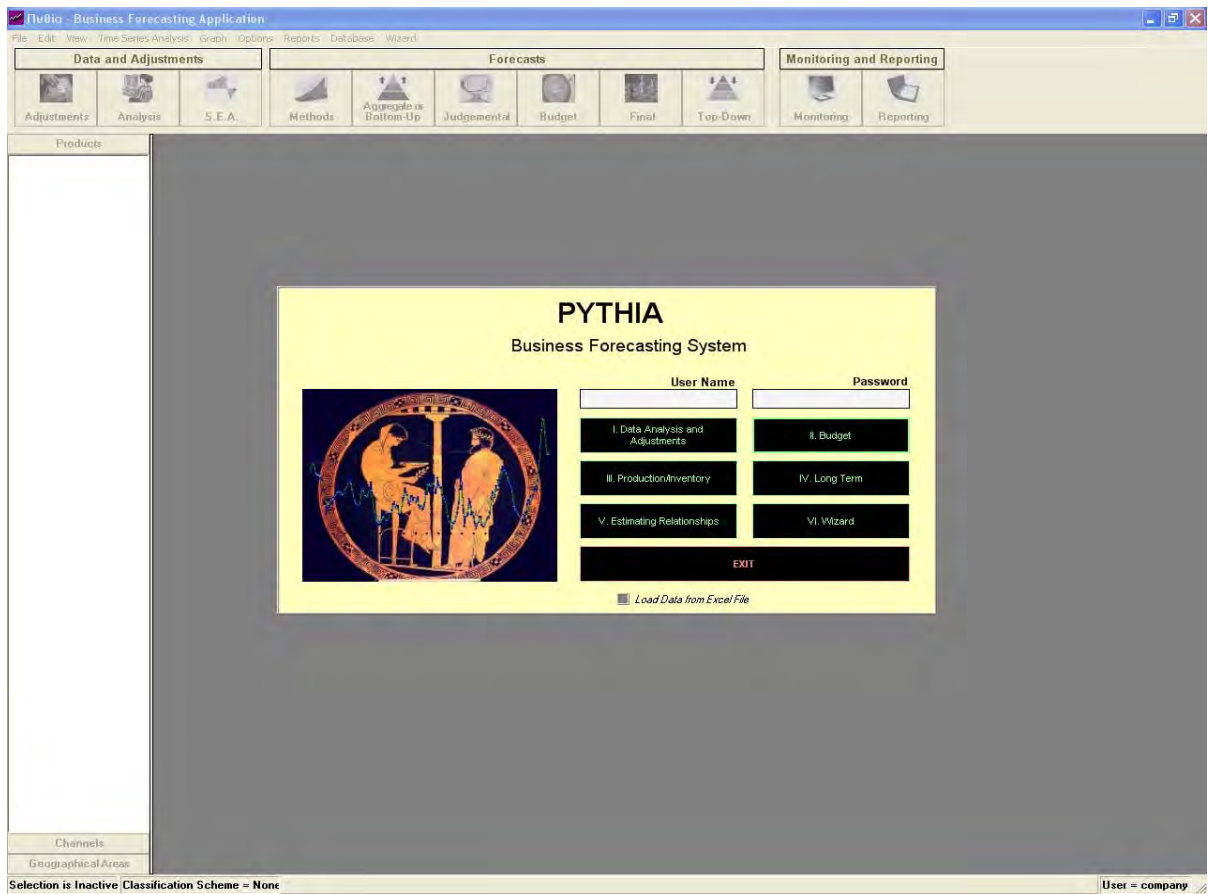 Πυθία - Business Forecasting Application
File Edit View Time Series Analysis Graph Options Reports Database Wizard
Data and Adjustments Forecasts Monitoring and Reporting
Adjustments Analysis S.E.A. Methods Aggregate or Bottom-Up Judgmental Budget Final Top-Down Monitoring Reporting
Products
PYTHIA
Business Forecasting System
User Name Password
I. Data Analysis and Adjustments II. Budget
III. Production/Inventory IV. Long Term
V. Estimating Relationships VI. Wizard
EXIT
Load Data from Excel File
Channels
Geographical Areas
Selection is Inactive Classification Scheme = None User = company